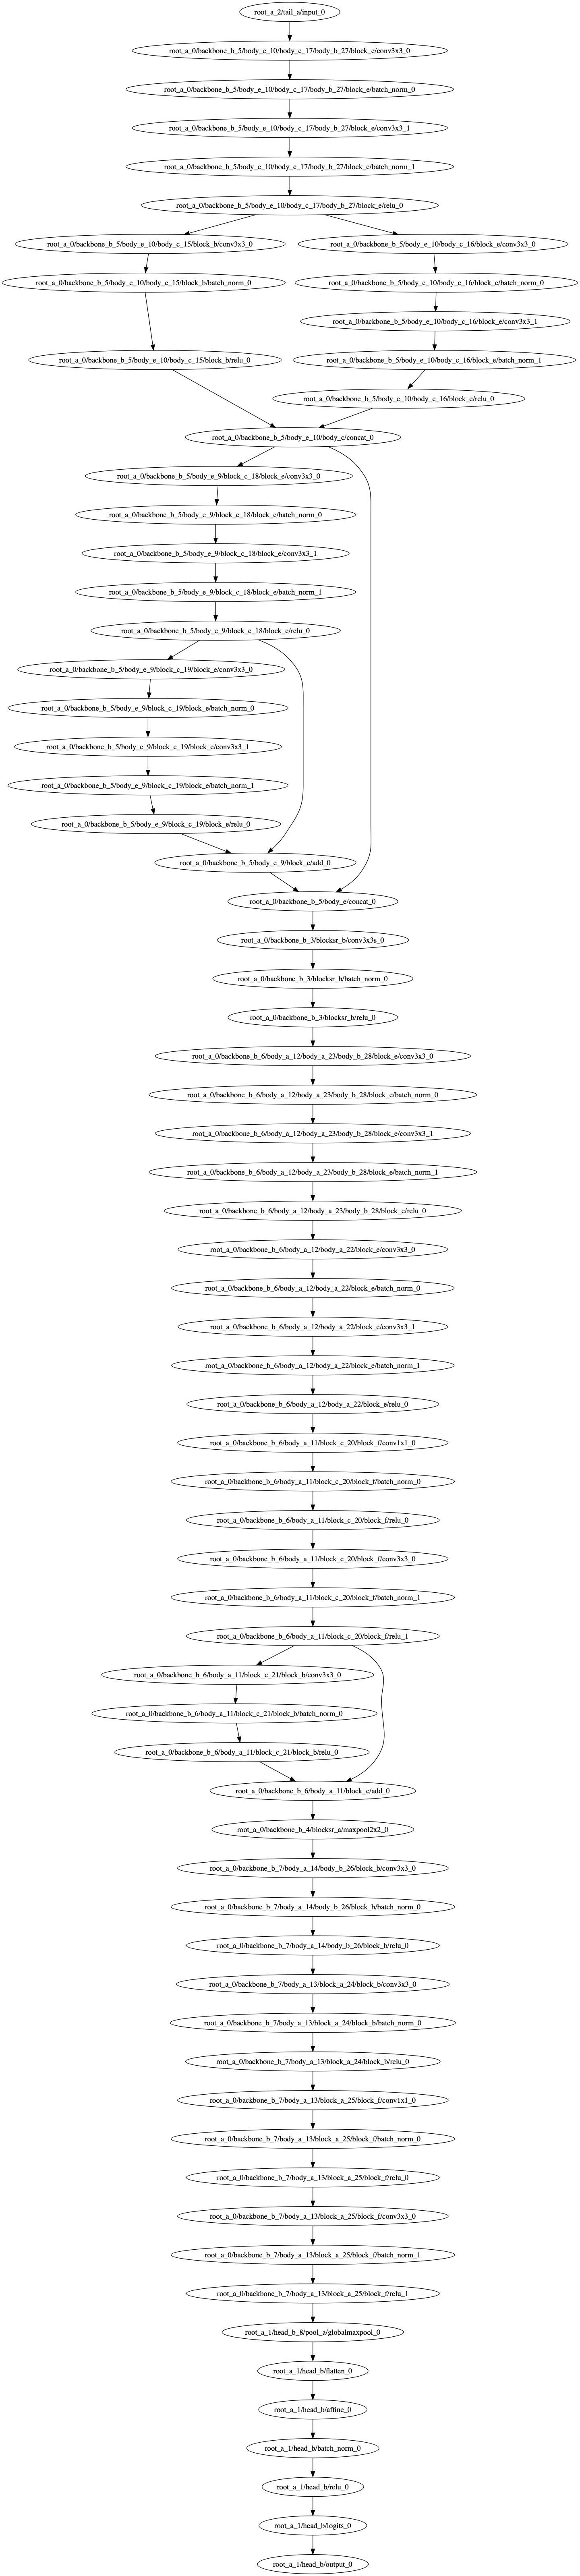 root_a_2/tail_a/input_0
root_a_0/backbone_b_5/body_e_10/body_c_17/body_b_27/block_e/conv3x3_0
root_a_0/backbone_b_5/body_e_10/body_c_17/body_b_27/block_e/batch_norm_0
root_a_0/backbone_b_5/body_e_10/body_c_17/body_b_27/block_e/conv3x3_1
root_a_0/backbone_b_5/body_e_10/body_c_17/body_b_27/block_e/batch_norm_1
root_a_0/backbone_b_5/body_e_10/body_c_17/body_b_27/block_e/relu_0
root_a_0/backbone_b_5/body_e_10/body_c_15/block_b/conv3x3_0
root_a_0/backbone_b_5/body_e_10/body_c_16/block_e/conv3x3_0
root_a_0/backbone_b_5/body_e_10/body_c_15/block_b/batch_norm_0
root_a_0/backbone_b_5/body_e_10/body_c_16/block_e/batch_norm_0
root_a_0/backbone_b_5/body_e_10/body_c_16/block_e/conv3x3_1
root_a_0/backbone_b_5/body_e_10/body_c_15/block_b/relu_0
root_a_0/backbone_b_5/body_e_10/body_c_16/block_e/batch_norm_1
root_a_0/backbone_b_5/body_e_10/body_c_16/block_e/relu_0
root_a_0/backbone_b_5/body_e_10/body_c/concat_0
root_a_0/backbone_b_5/body_e_9/block_c_18/block_e/conv3x3_0
root_a_0/backbone_b_5/body_e_9/block_c_18/block_e/batch_norm_0
root_a_0/backbone_b_5/body_e_9/block_c_18/block_e/conv3x3_1
root_a_0/backbone_b_5/body_e_9/block_c_18/block_e/batch_norm_1
root_a_0/backbone_b_5/body_e_9/block_c_18/block_e/relu_0
root_a_0/backbone_b_5/body_e_9/block_c_19/block_e/conv3x3_0
root_a_0/backbone_b_5/body_e_9/block_c_19/block_e/batch_norm_0
root_a_0/backbone_b_5/body_e_9/block_c_19/block_e/conv3x3_1
root_a_0/backbone_b_5/body_e_9/block_c_19/block_e/batch_norm_1
root_a_0/backbone_b_5/body_e_9/block_c_19/block_e/relu_0
root_a_0/backbone_b_5/body_e_9/block_c/add_0
root_a_0/backbone_b_5/body_e/concat_0
root_a_0/backbone_b_3/blocksr_b/conv3x3s_0
root_a_0/backbone_b_3/blocksr_b/batch_norm_0
root_a_0/backbone_b_3/blocksr_b/relu_0
root_a_0/backbone_b_6/body_a_12/body_a_23/body_b_28/block_e/conv3x3_0
root_a_0/backbone_b_6/body_a_12/body_a_23/body_b_28/block_e/batch_norm_0
root_a_0/backbone_b_6/body_a_12/body_a_23/body_b_28/block_e/conv3x3_1
root_a_0/backbone_b_6/body_a_12/body_a_23/body_b_28/block_e/batch_norm_1
root_a_0/backbone_b_6/body_a_12/body_a_23/body_b_28/block_e/relu_0
root_a_0/backbone_b_6/body_a_12/body_a_22/block_e/conv3x3_0
root_a_0/backbone_b_6/body_a_12/body_a_22/block_e/batch_norm_0
root_a_0/backbone_b_6/body_a_12/body_a_22/block_e/conv3x3_1
root_a_0/backbone_b_6/body_a_12/body_a_22/block_e/batch_norm_1
root_a_0/backbone_b_6/body_a_12/body_a_22/block_e/relu_0
root_a_0/backbone_b_6/body_a_11/block_c_20/block_f/conv1x1_0
root_a_0/backbone_b_6/body_a_11/block_c_20/block_f/batch_norm_0
root_a_0/backbone_b_6/body_a_11/block_c_20/block_f/relu_0
root_a_0/backbone_b_6/body_a_11/block_c_20/block_f/conv3x3_0
root_a_0/backbone_b_6/body_a_11/block_c_20/block_f/batch_norm_1
root_a_0/backbone_b_6/body_a_11/block_c_20/block_f/relu_1
root_a_0/backbone_b_6/body_a_11/block_c_21/block_b/conv3x3_0
root_a_0/backbone_b_6/body_a_11/block_c_21/block_b/batch_norm_0
root_a_0/backbone_b_6/body_a_11/block_c_21/block_b/relu_0
root_a_0/backbone_b_6/body_a_11/block_c/add_0
root_a_0/backbone_b_4/blocksr_a/maxpool2x2_0
root_a_0/backbone_b_7/body_a_14/body_b_26/block_b/conv3x3_0
root_a_0/backbone_b_7/body_a_14/body_b_26/block_b/batch_norm_0
root_a_0/backbone_b_7/body_a_14/body_b_26/block_b/relu_0
root_a_0/backbone_b_7/body_a_13/block_a_24/block_b/conv3x3_0
root_a_0/backbone_b_7/body_a_13/block_a_24/block_b/batch_norm_0
root_a_0/backbone_b_7/body_a_13/block_a_24/block_b/relu_0
root_a_0/backbone_b_7/body_a_13/block_a_25/block_f/conv1x1_0
root_a_0/backbone_b_7/body_a_13/block_a_25/block_f/batch_norm_0
root_a_0/backbone_b_7/body_a_13/block_a_25/block_f/relu_0
root_a_0/backbone_b_7/body_a_13/block_a_25/block_f/conv3x3_0
root_a_0/backbone_b_7/body_a_13/block_a_25/block_f/batch_norm_1
root_a_0/backbone_b_7/body_a_13/block_a_25/block_f/relu_1
root_a_1/head_b_8/pool_a/globalmaxpool_0
root_a_1/head_b/flatten_0
root_a_1/head_b/affine_0
root_a_1/head_b/batch_norm_0
root_a_1/head_b/relu_0
root_a_1/head_b/logits_0
root_a_1/head_b/output_0